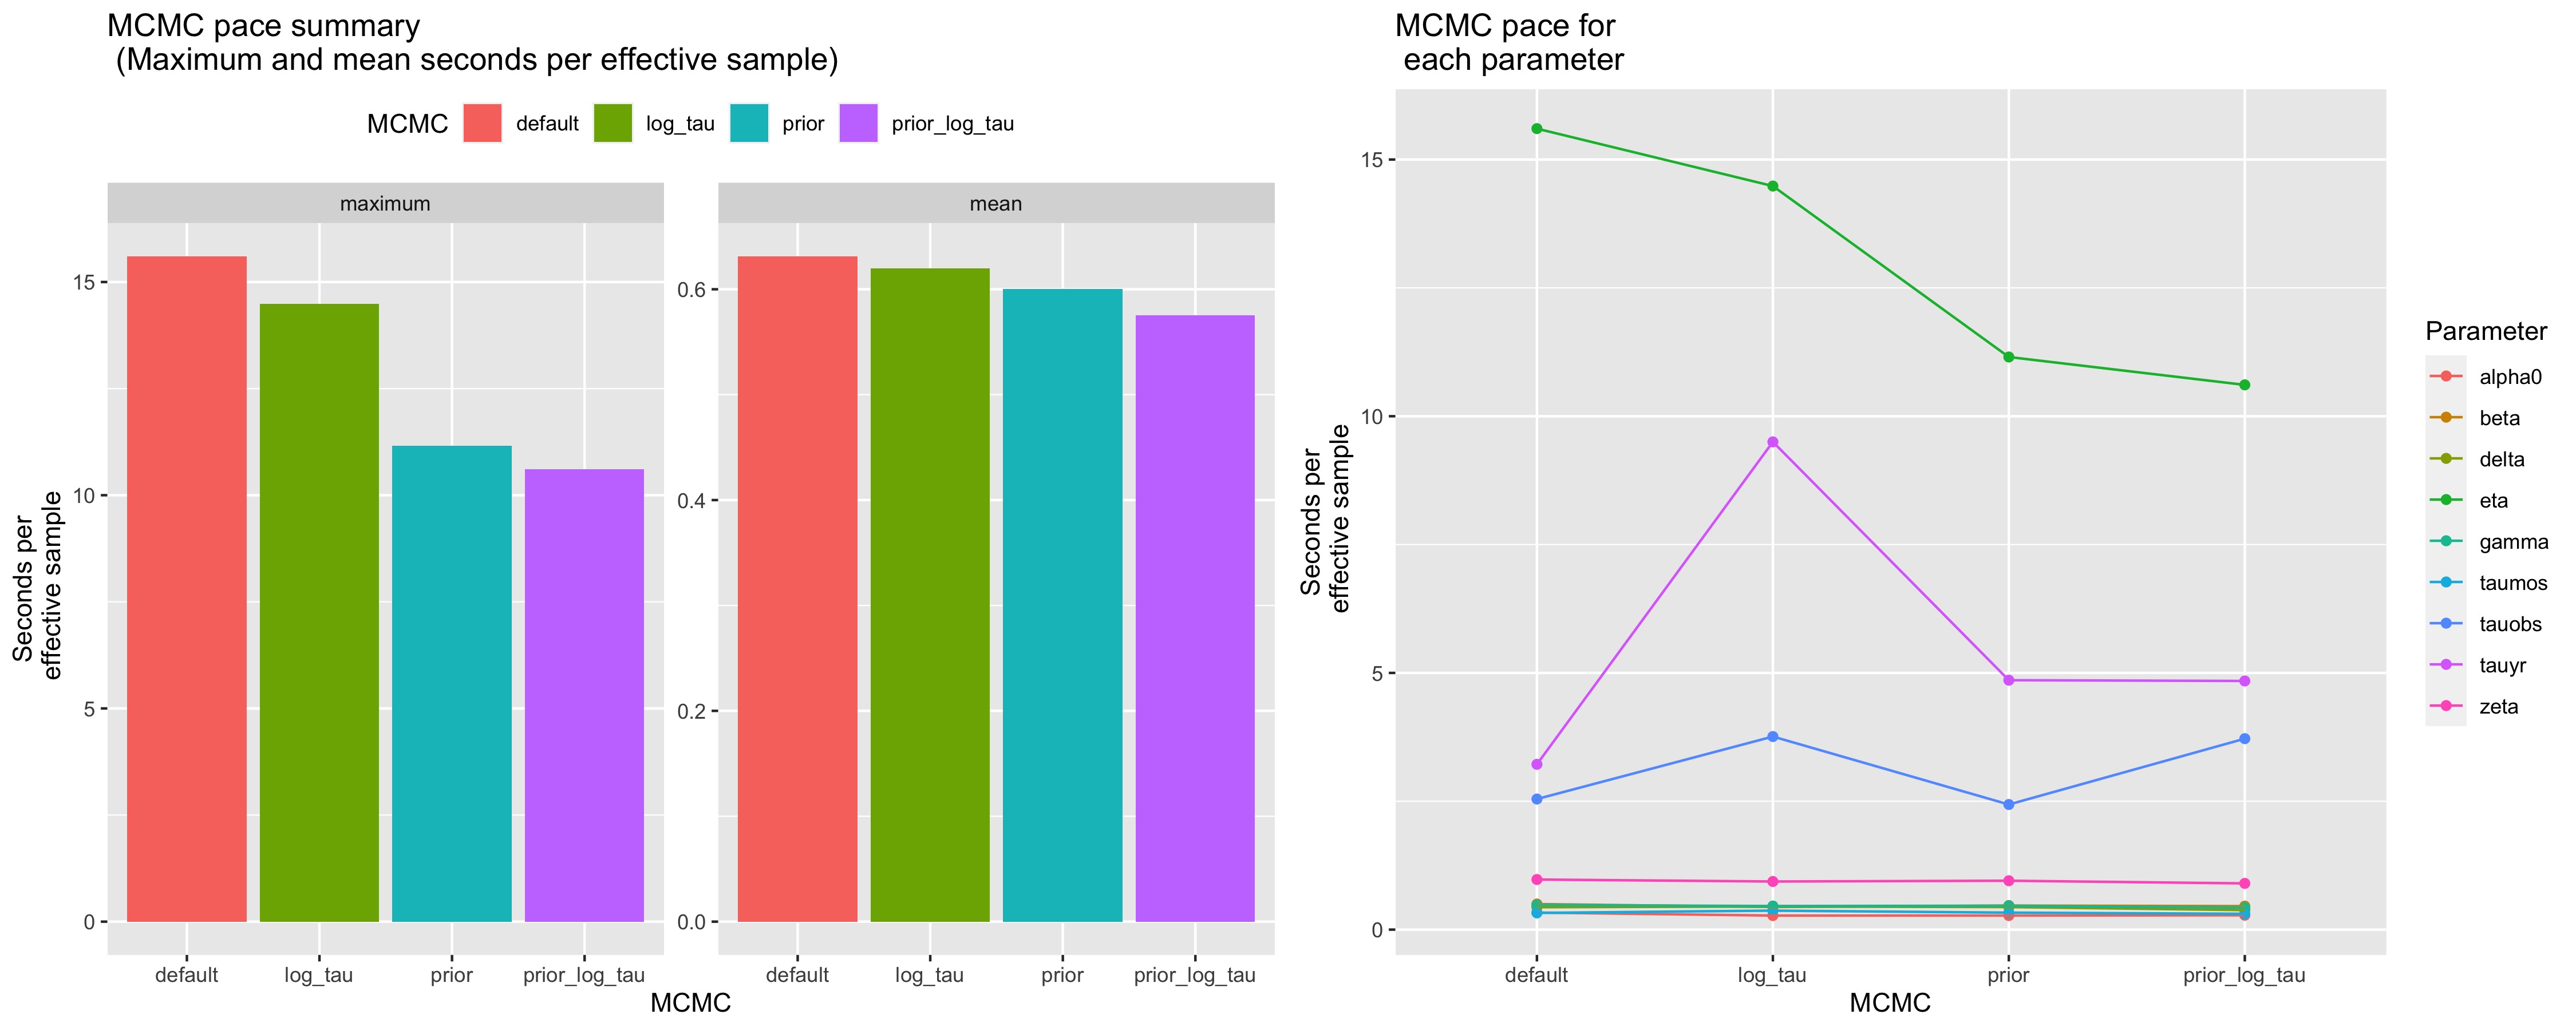 MCMC pace summary
(Maximum and mean seconds per effective sample)
MCMC default log_tau prior prior_log_tau
maximum
mean
Seconds per
effective sample
15
10
5
0
0.6
0.4
0.2
0.0
default log_tau prior prior_log_tau
default log_tau prior prior_log_tau
MCMC
MCMC pace for
each parameter
Seconds per
effective sample
15
10
5
0
default log_tau prior prior_log_tau
MCMC
Parameter
alpha0
beta
delta
eta
gamma
taumos
tauobs
tauyr
zeta